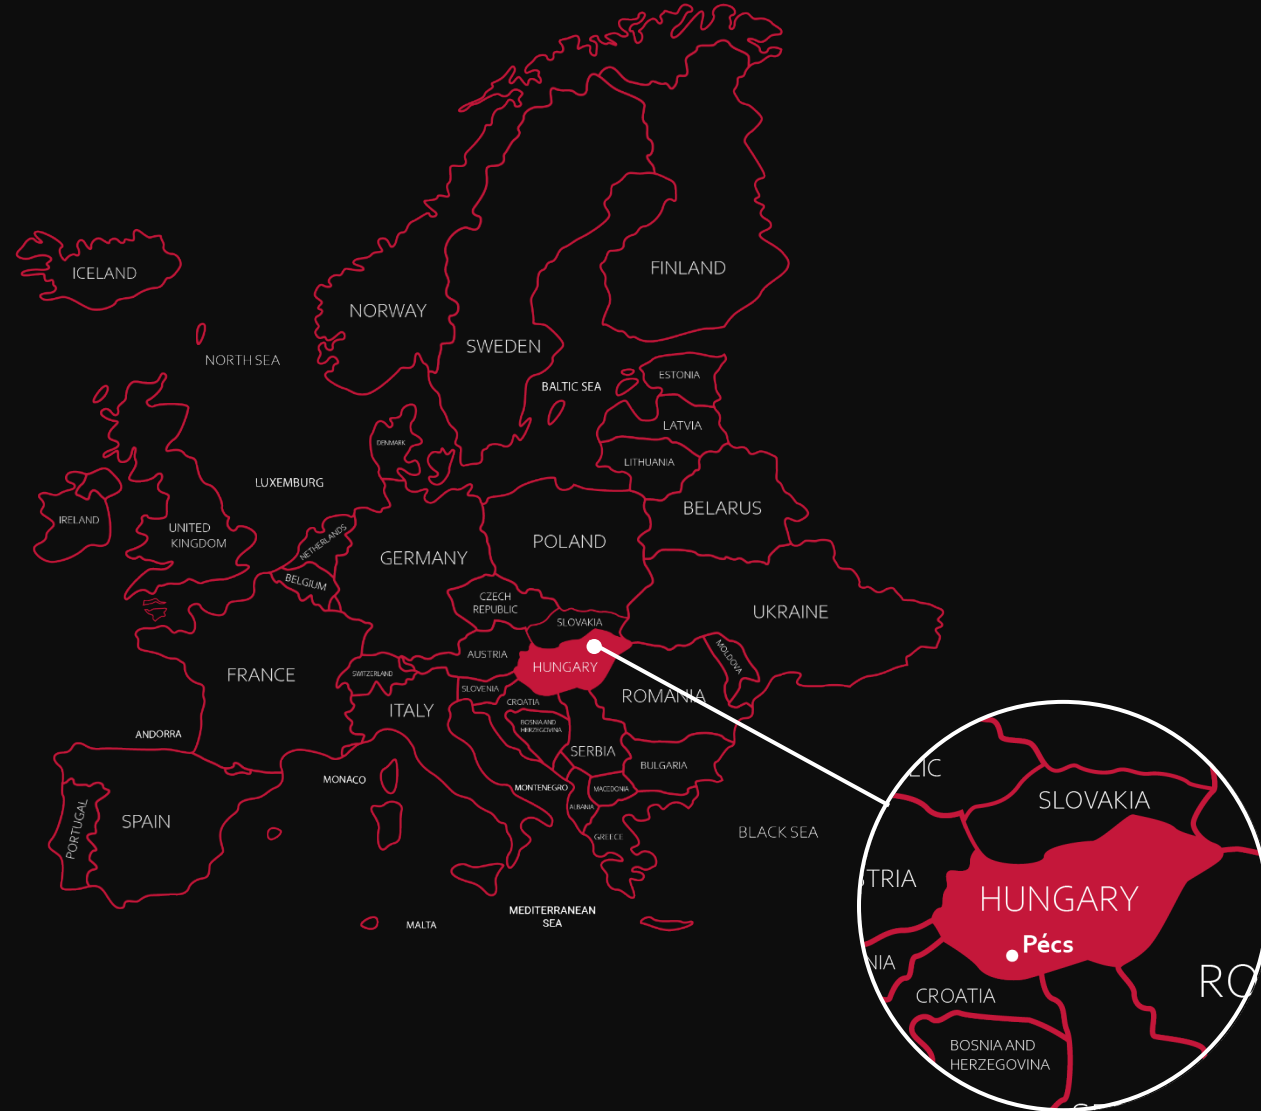 ICELAND
FINLAND
NORWAY
SWEDEN
NORTH SEA
ESTONIA
BALTIC SEA
LATVIA
DENMARK
LITHUANIA
LUXEMBURG
BELARUS
IRELAND
UNITED
KINGDOM
NETHERLANDS
POLAND
GERMANY
BELGIUM
CZECH
REPUBLIC
UKRAINE
SLOVAKIA
AUSTRIA
MOLDOVA
HUNGARY
FRANCE
SWITZERLAND
SLOVENIA
ROMANIA
CROATIA
ITALY
BOSNIA AND
HERZEGOVINA
ANDORRA
SERBIA
BULGARIA
MONACO
MONTENEGRO
MACEDONIA
ALBANIA
PORTUGAL
SPAIN
GREECE
BLACK SEA
MEDITERRANEAN
SEA
MALTA
LIC
SLOVAKIA
TRIA
HUNGARY
Pécs
NIA
RO
CROATIA
BOSNIA AND
HERZEGOVINA